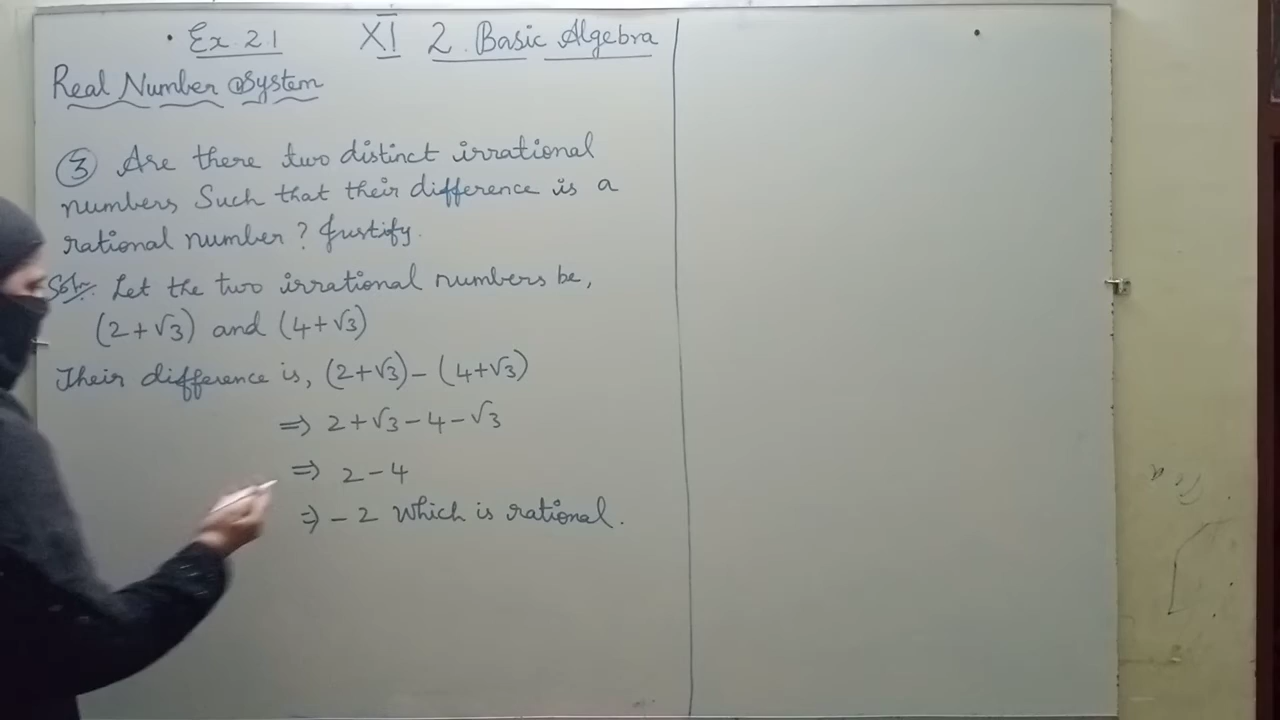 Ex 2.1 XI 2. Basic Algebra
Real Number System
③ Are there two distinct irrational
numbers Such that their difference is a
rational number? Justify.
Soln. Let the two irrational numbers be,
(2+√3) and (4+√3)
Their difference is, (2+√3) - (4+√3)
⇒ 2+√3-4-√3
⇒ 2-4
⇒ -2 Which is rational.